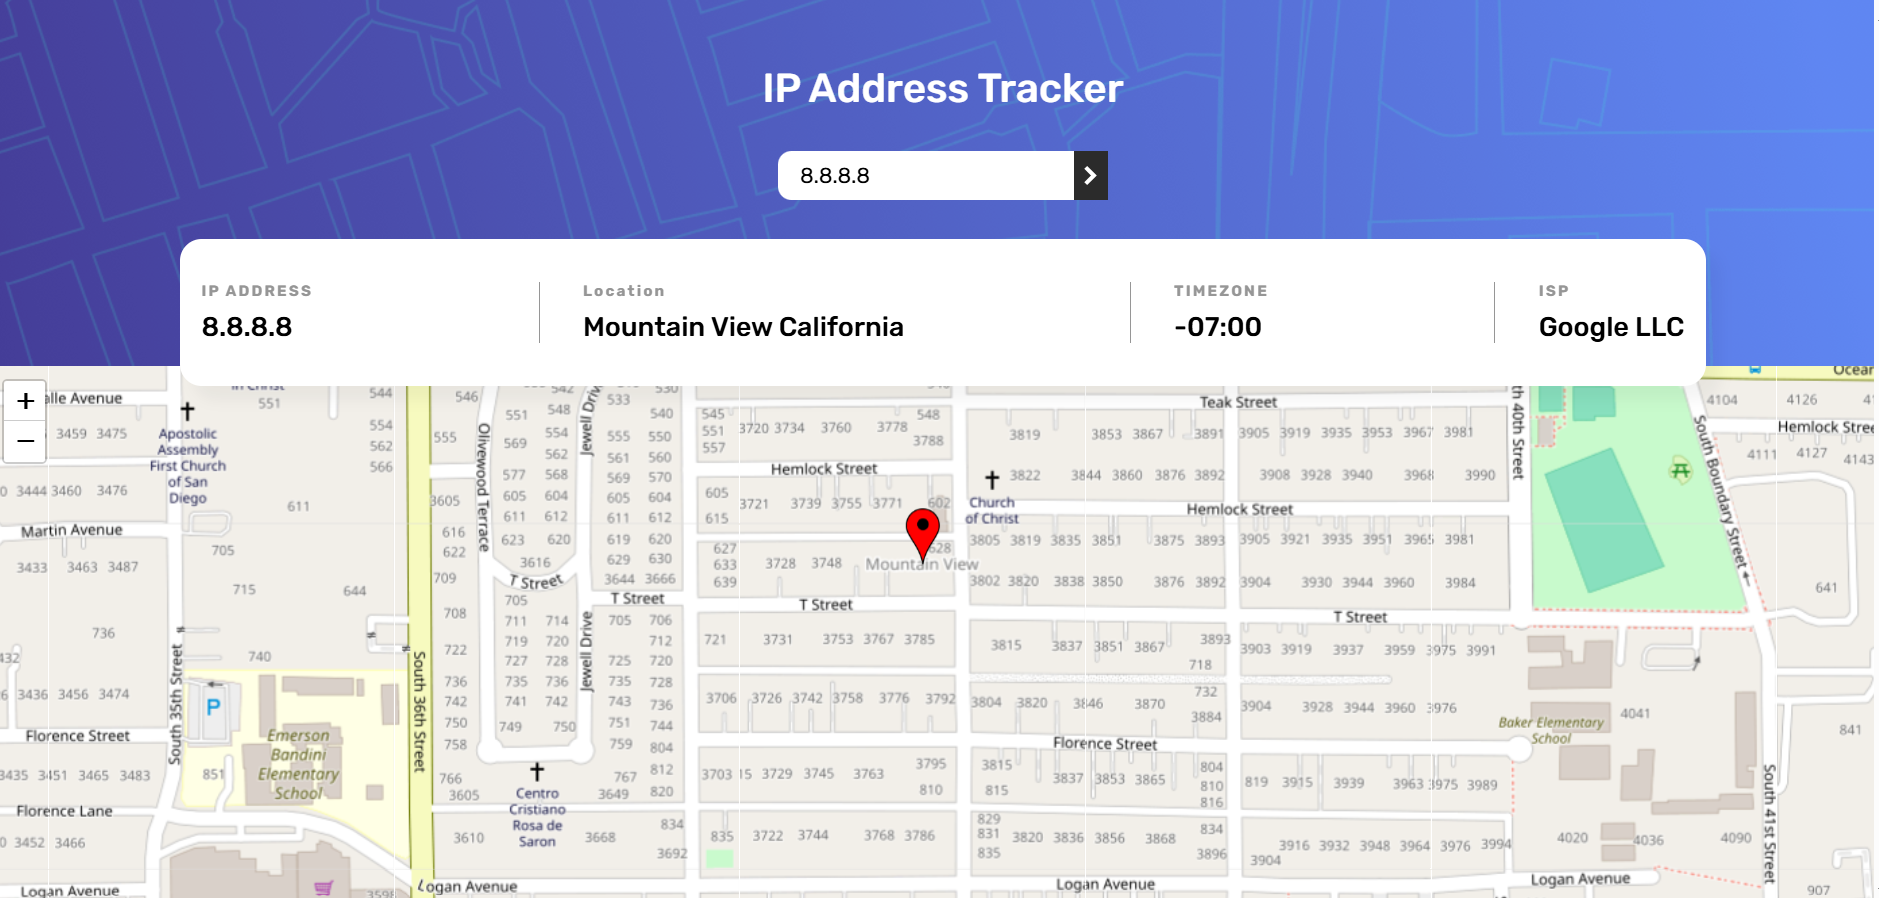 IP Address Tracker
8.8.8.8
IP ADDRESS
8.8.8.8
Location
Mountain View California
TIMEZONE
-07:00
ISP
Google LLC
+
−
alle Avenue
551
544
546
551
548
533
540
545
3720 3734 3760 3778 548
Teak Street
4104 4126
Ocear
3459 3475
Apostolic
Assembly
First Church
of San
Diego
554
562
566
555
569
554
562
555 550
561 560
551
557
3788
3819 3853 3867 3891 3905 3919 3935 3953 3967 3981
Hemlock Stree
4111 4127 4143
Hemlock Street
577 568 569 570
3822 3844 3860 3876 3892 3908 3928 3940 3968 3990
3444 3460 3476
611
3605
605 604 605 604
611 612 611 612
605
615
3721 3739 3755 3771 602
Church
of Christ
Hemlock Street
Martin Avenue
616
622
623 620 619 620
Olivewood Terrace
Jewell Drive
th 40th Street
South Boundary Street
705
3433 3463 3487
3616
629 630
627
633
639
3728 3748 628
Mountain View
3805 3819 3835 3851 3875 3893 3905 3921 3935 3951 3965 3981
715 644
709
T Street
3644 3666
3802 3820 3838 3850 3876 3892 3904 3930 3944 3960 3984
641
708
705
T Street
T Street
T Street
736
711 714 705 706
719 720 712
721 3731 3753 3767 3785
3815 3837 3851 3867 3893
718
3903 3919 3937 3959 3975 3991
432
740
722
727 728 725 720
3436 3456 3474
South 35th Street
South 36th Street
Jewell Drive
736
742
750
758
735 736 735 728
741 742 743 736
749 750 751 744
759 804
3706 3726 3742 3758 3776 3792
3804 3820 3846 3870
732
3884
3904 3928 3944 3960 3976
Baker Elementary
School
4041
841
P
Emerson
Bandini
Elementary
School
Florence Street
Florence Street
3435 3451 3465 3483
851
766
3605
Centro
Cristiano
Rosa de
Saron
767
3649
812
820
3703 15 3729 3745 3763
3795
810
3815
815
3837 3853 3865
804
810
816
819 3915 3939 3963 3975 3989
South 41st Street
Florence Lane
3452 3466
3610 3668
834
3692
835 3722 3744 3768 3786
829
831
835
3820 3836 3856 3868
834
3896
3904
3916 3932 3948 3964 3976 3994
4020 4036 4090
Logan Avenue
Logan Avenue
Logan Avenue
Logan Avenue
907